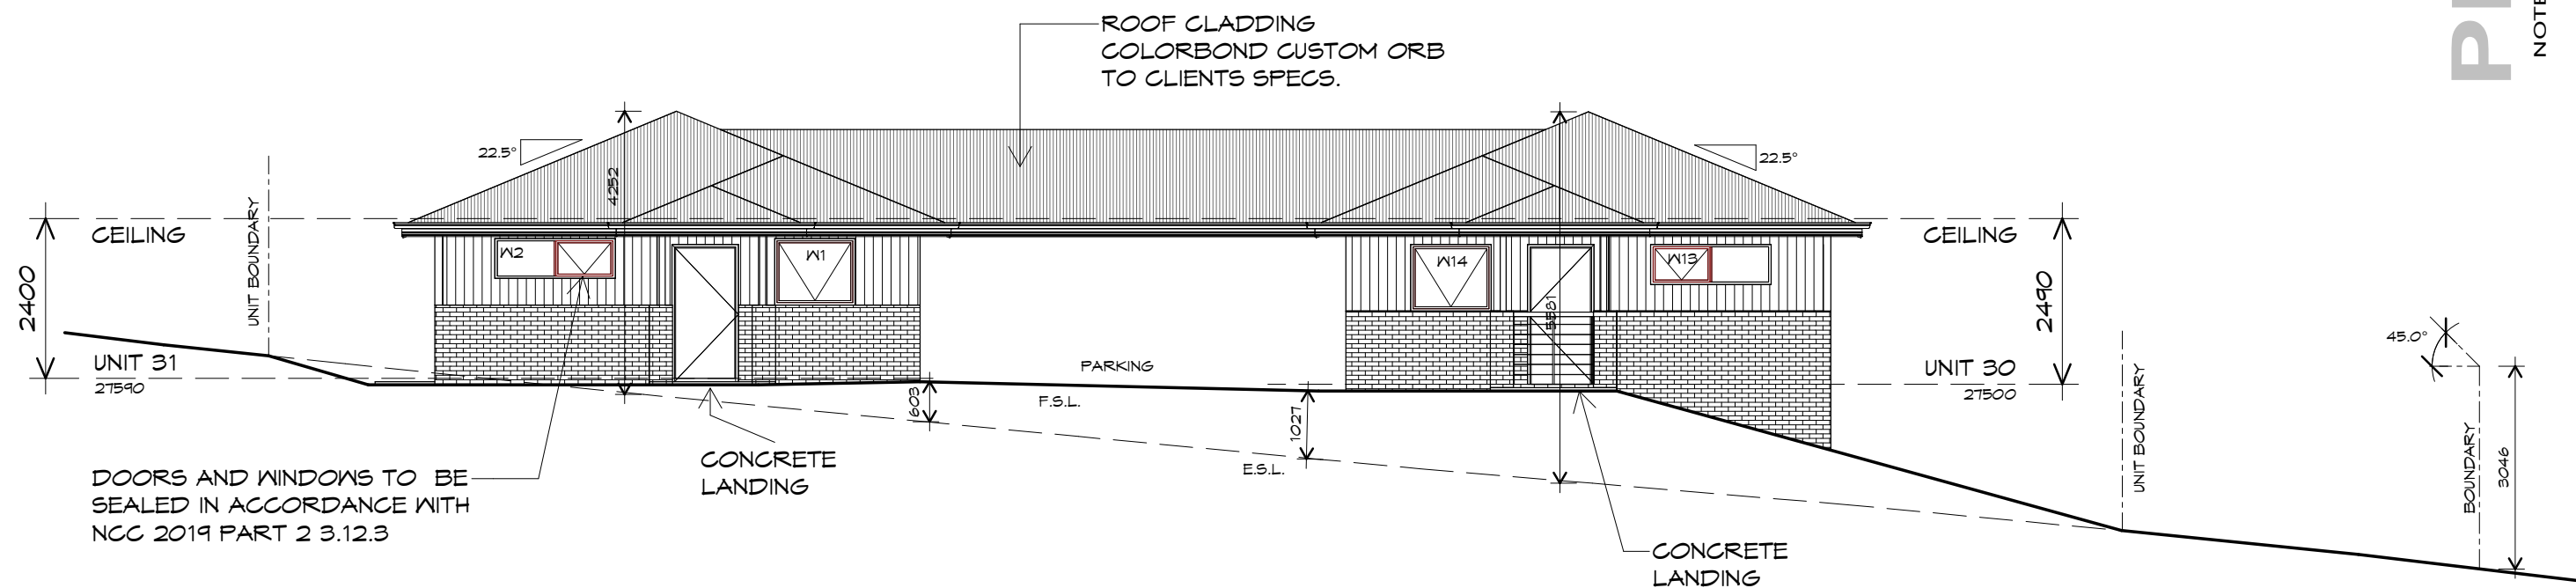 ROOF CLADDING
COLORBOND CUSTOM ORB
TO CLIENTS SPECS.
NOTE
22.5°
4252
22.5°
UNIT BOUNDARY
CEILING
CEILING
W2
W1
W14
W13
2400
5581
2490
45.0°
UNIT 31
27590
PARKING
UNIT 30
27500
603
F.S.L.
1027
UNIT BOUNDARY
BOUNDARY
3046
CONCRETE
LANDING
E.S.L.
DOORS AND WINDOWS TO BE
SEALED IN ACCORDANCE WITH
NCC 2019 PART 2 3.12.3
CONCRETE
LANDING